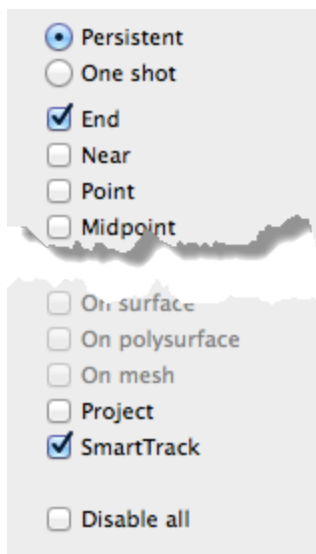 Persistent
One shot
End
Near
Point
Midpoint
On surface
On polysurface
On mesh
Project
SmartTrack
Disable all